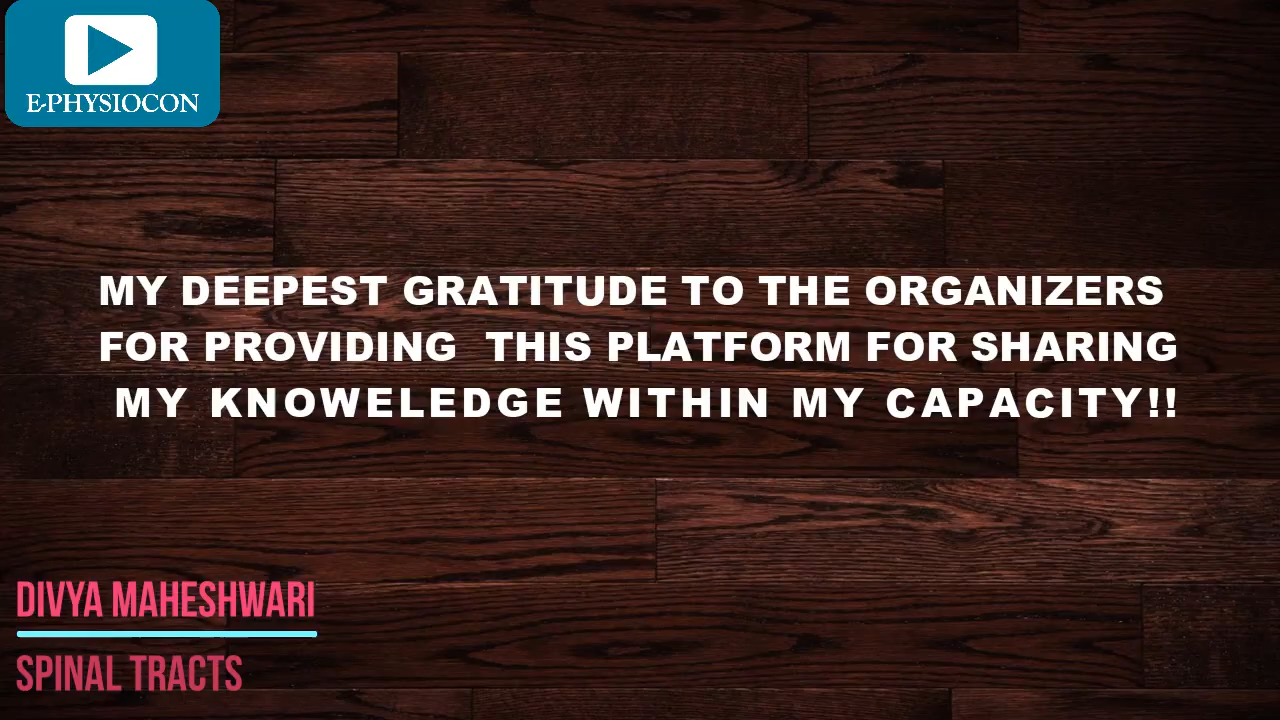 E-PHYSIOCON
MY DEEPEST GRATITUDE TO THE ORGANIZERS
FOR PROVIDING THIS PLATFORM FOR SHARING
MY KNOWELEDGE WITHIN MY CAPACITY!!
DIVYA MAHESHWARI
SPINAL TRACTS